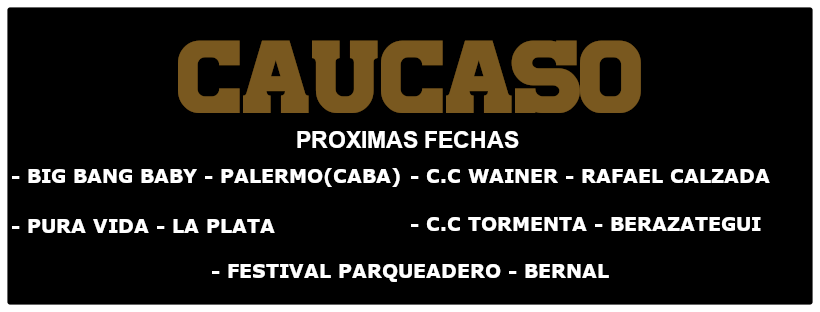 CAUCASO
PROXIMAS FECHAS
- BIG BANG BABY - PALERMO(CABA) - C.C WAINER - RAFAEL CALZADA
- PURA VIDA - LA PLATA - C.C TORMENTA - BERAZATEGUI
- FESTIVAL PARQUEADERO - BERNAL